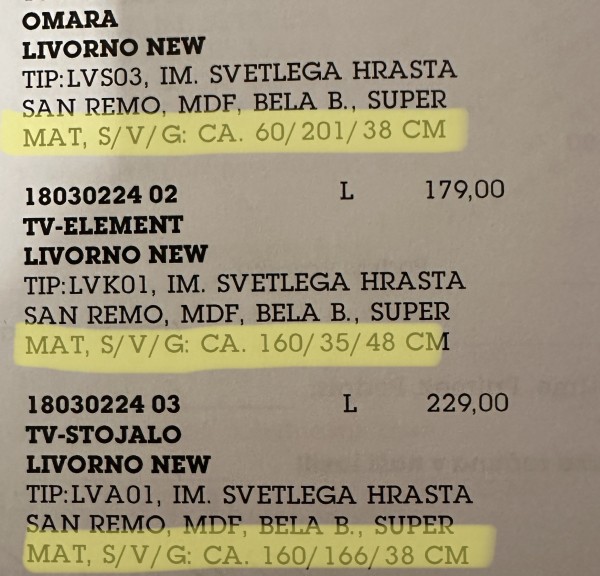 OMARA
LIVORNO NEW
TIP:LVS03, IM. SVETLEGA HRASTA
SAN REMO, MDF, BELA B., SUPER
MAT, S/V/G: CA. 60/201/38 CM
18030224 02 L 179,00
TV-ELEMENT
LIVORNO NEW
TIP:LVK01, IM. SVETLEGA HRASTA
SAN REMO, MDF, BELA B., SUPER
MAT, S/V/G: CA. 160/35/48 CM
18030224 03 L 229,00
TV-STOJALO
LIVORNO NEW
TIP:LVA01, IM. SVETLEGA HRASTA
SAN REMO, MDF, BELA B., SUPER
MAT, S/V/G: CA. 160/166/38 CM